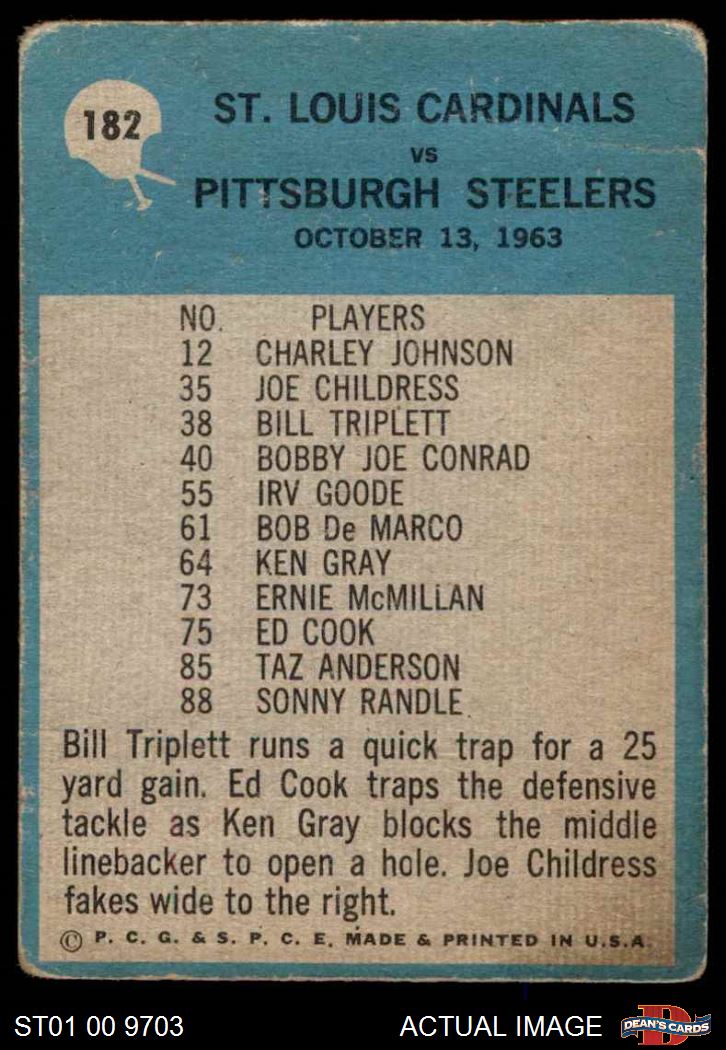 182
ST. LOUIS CARDINALS
VS
PITTSBURGH STEELERS
OCTOBER 13, 1963
NO. PLAYERS
12 CHARLEY JOHNSON
35 JOE CHILDRESS
38 BILL TRIPLETT
40 BOBBY JOE CONRAD
55 IRV GOODE
61 BOB De MARCO
64 KEN GRAY
73 ERNIE McMILLAN
75 ED COOK
85 TAZ ANDERSON
88 SONNY RANDLE
Bill Triplett runs a quick trap for a 25
yard gain. Ed Cook traps the defensive
tackle as Ken Gray blocks the middle
linebacker to open a hole. Joe Childress
fakes wide to the right.
© P. C. G. & S. P. C. E. MADE & PRINTED IN U.S.A.
ST01 00 9703 ACTUAL IMAGE D DEAN'S CARDS